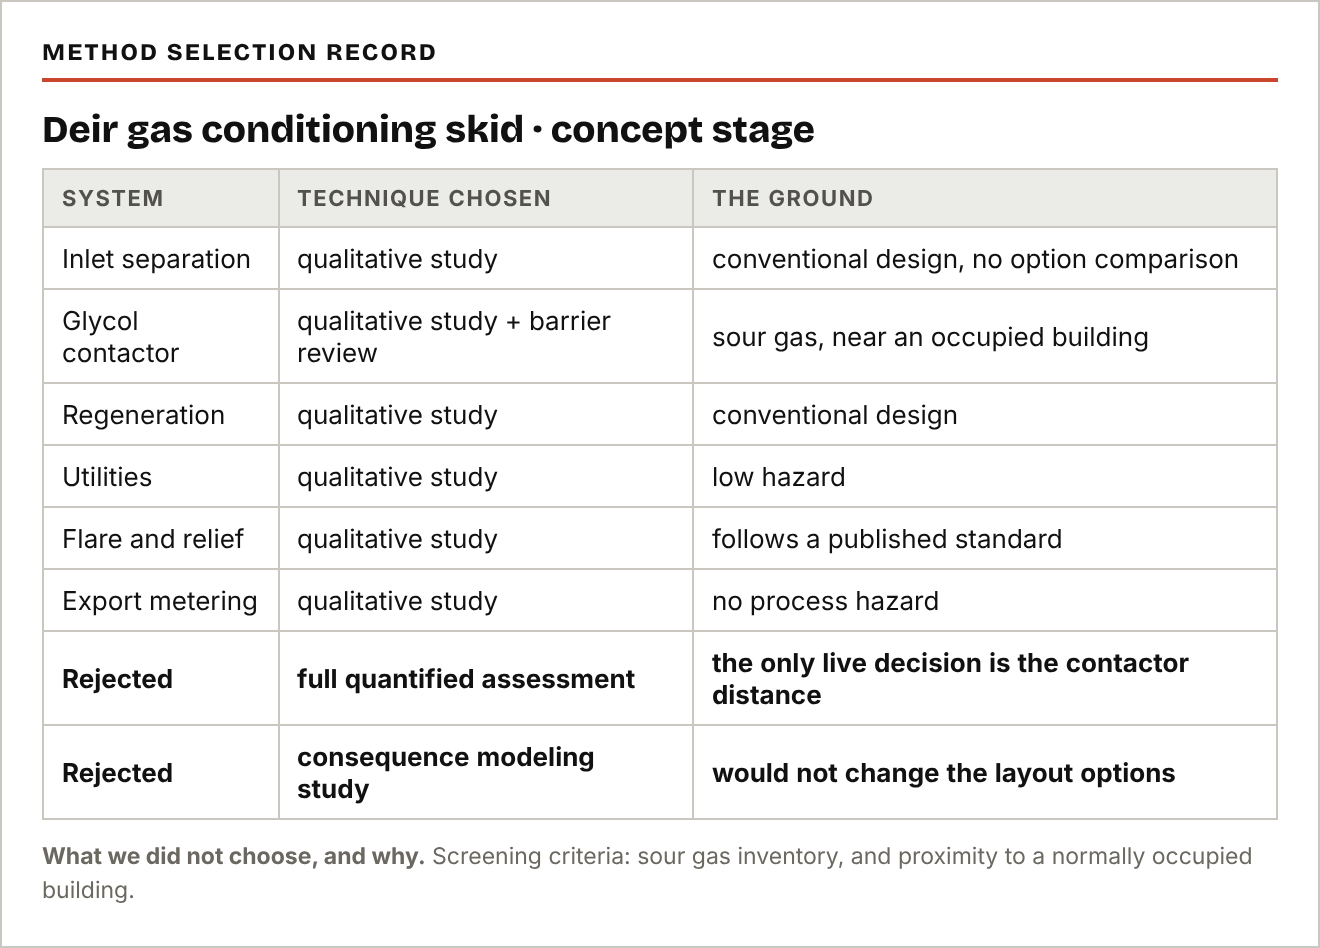 METHOD SELECTION RECORD
Deir gas conditioning skid · concept stage
SYSTEM TECHNIQUE CHOSEN THE GROUND
Inlet separation qualitative study conventional design, no option comparison
Glycol contactor qualitative study + barrier review sour gas, near an occupied building
Regeneration qualitative study conventional design
Utilities qualitative study low hazard
Flare and relief qualitative study follows a published standard
Export metering qualitative study no process hazard
Rejected full quantified assessment the only live decision is the contactor distance
Rejected consequence modeling study would not change the layout options
What we did not choose, and why. Screening criteria: sour gas inventory, and proximity to a normally occupied
building.